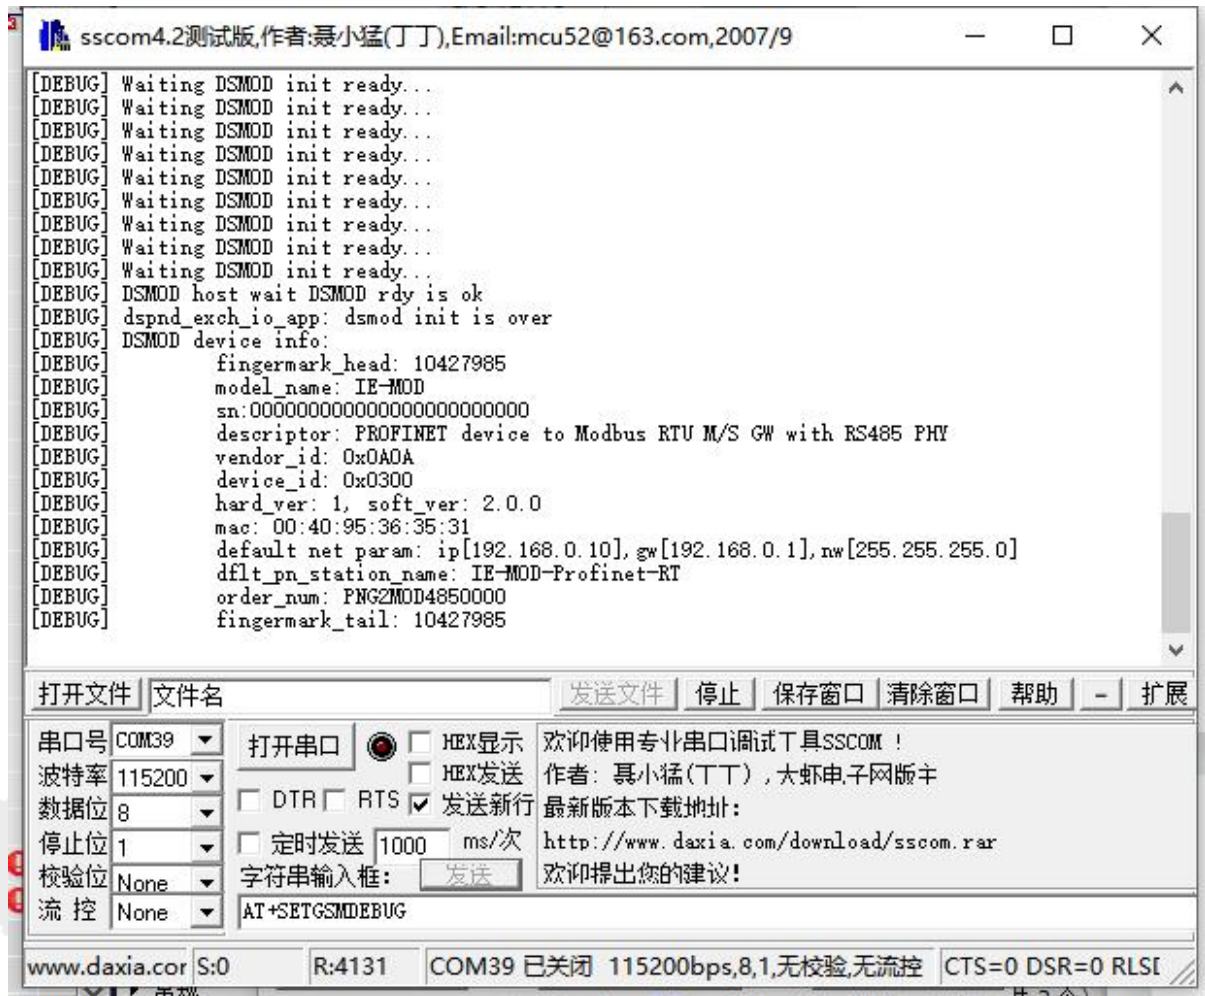 sscom4.2测试版,作者:聂小猛(丁丁),Email:mcu52@163.com,2007/9
[DEBUG] Waiting DSMOD init ready...
[DEBUG] Waiting DSMOD init ready...
[DEBUG] Waiting DSMOD init ready...
[DEBUG] Waiting DSMOD init ready...
[DEBUG] Waiting DSMOD init ready...
[DEBUG] Waiting DSMOD init ready...
[DEBUG] Waiting DSMOD init ready...
[DEBUG] Waiting DSMOD init ready...
[DEBUG] Waiting DSMOD init ready...
[DEBUG] DSMOD host wait DSMOD rdy is ok
[DEBUG] dspnd_exch_io_app: dsmod init is over
[DEBUG] DSMOD device info:
[DEBUG] fingermark_head: 10427985
[DEBUG] model_name: IE-MOD
[DEBUG] sn:000000000000000000000000
[DEBUG] descriptor: PROFINET device to Modbus RTU M/S GW with RS485 PHY
[DEBUG] vendor_id: 0x0A0A
[DEBUG] device_id: 0x0300
[DEBUG] hard_ver: 1, soft_ver: 2.0.0
[DEBUG] mac: 00:40:95:36:35:31
[DEBUG] default net param: ip[192.168.0.10],gw[192.168.0.1],nw[255.255.255.0]
[DEBUG] dflt_pn_station_name: IE-MOD-Profinet-RT
[DEBUG] order_num: PNG2MOD4850000
[DEBUG] fingermark_tail: 10427985
打开文件 文件名 发送文件 停止 保存窗口 清除窗口 帮助 - 扩展
串口号 COM39 打开串口 HEX显示
波特率 115200 HEX发送
数据位 8 DTR RTS 发送新行
停止位 1 定时发送 1000 ms/次
校验位 None 字符串输入框: 发送
流 控 None AT+SETGSMDEBUG
欢迎使用专业串口调试工具SSCOM !
作者: 聂小猛(丁丁) ,大虾电子网版主
最新版本下载地址:
http://www.daxia.com/download/sscom.rar
欢迎提出您的建议!
www.daxia.cor S:0 R:4131 COM39 已关闭 115200bps,8,1,无校验,无流控 CTS=0 DSR=0 RLSI